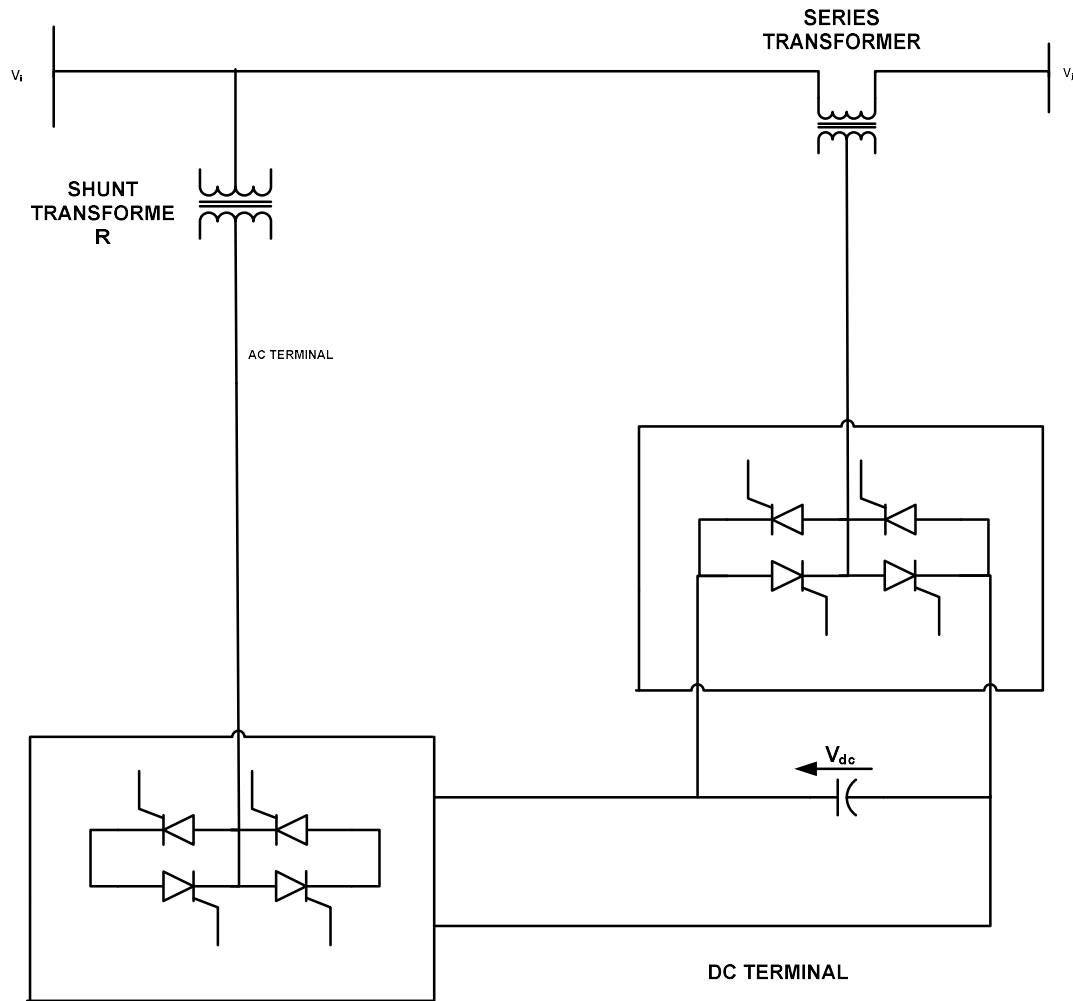 SERIES
TRANSFORMER
Vi
Vj
SHUNT
TRANSFORME
R
AC TERMINAL
Vdc
DC TERMINAL